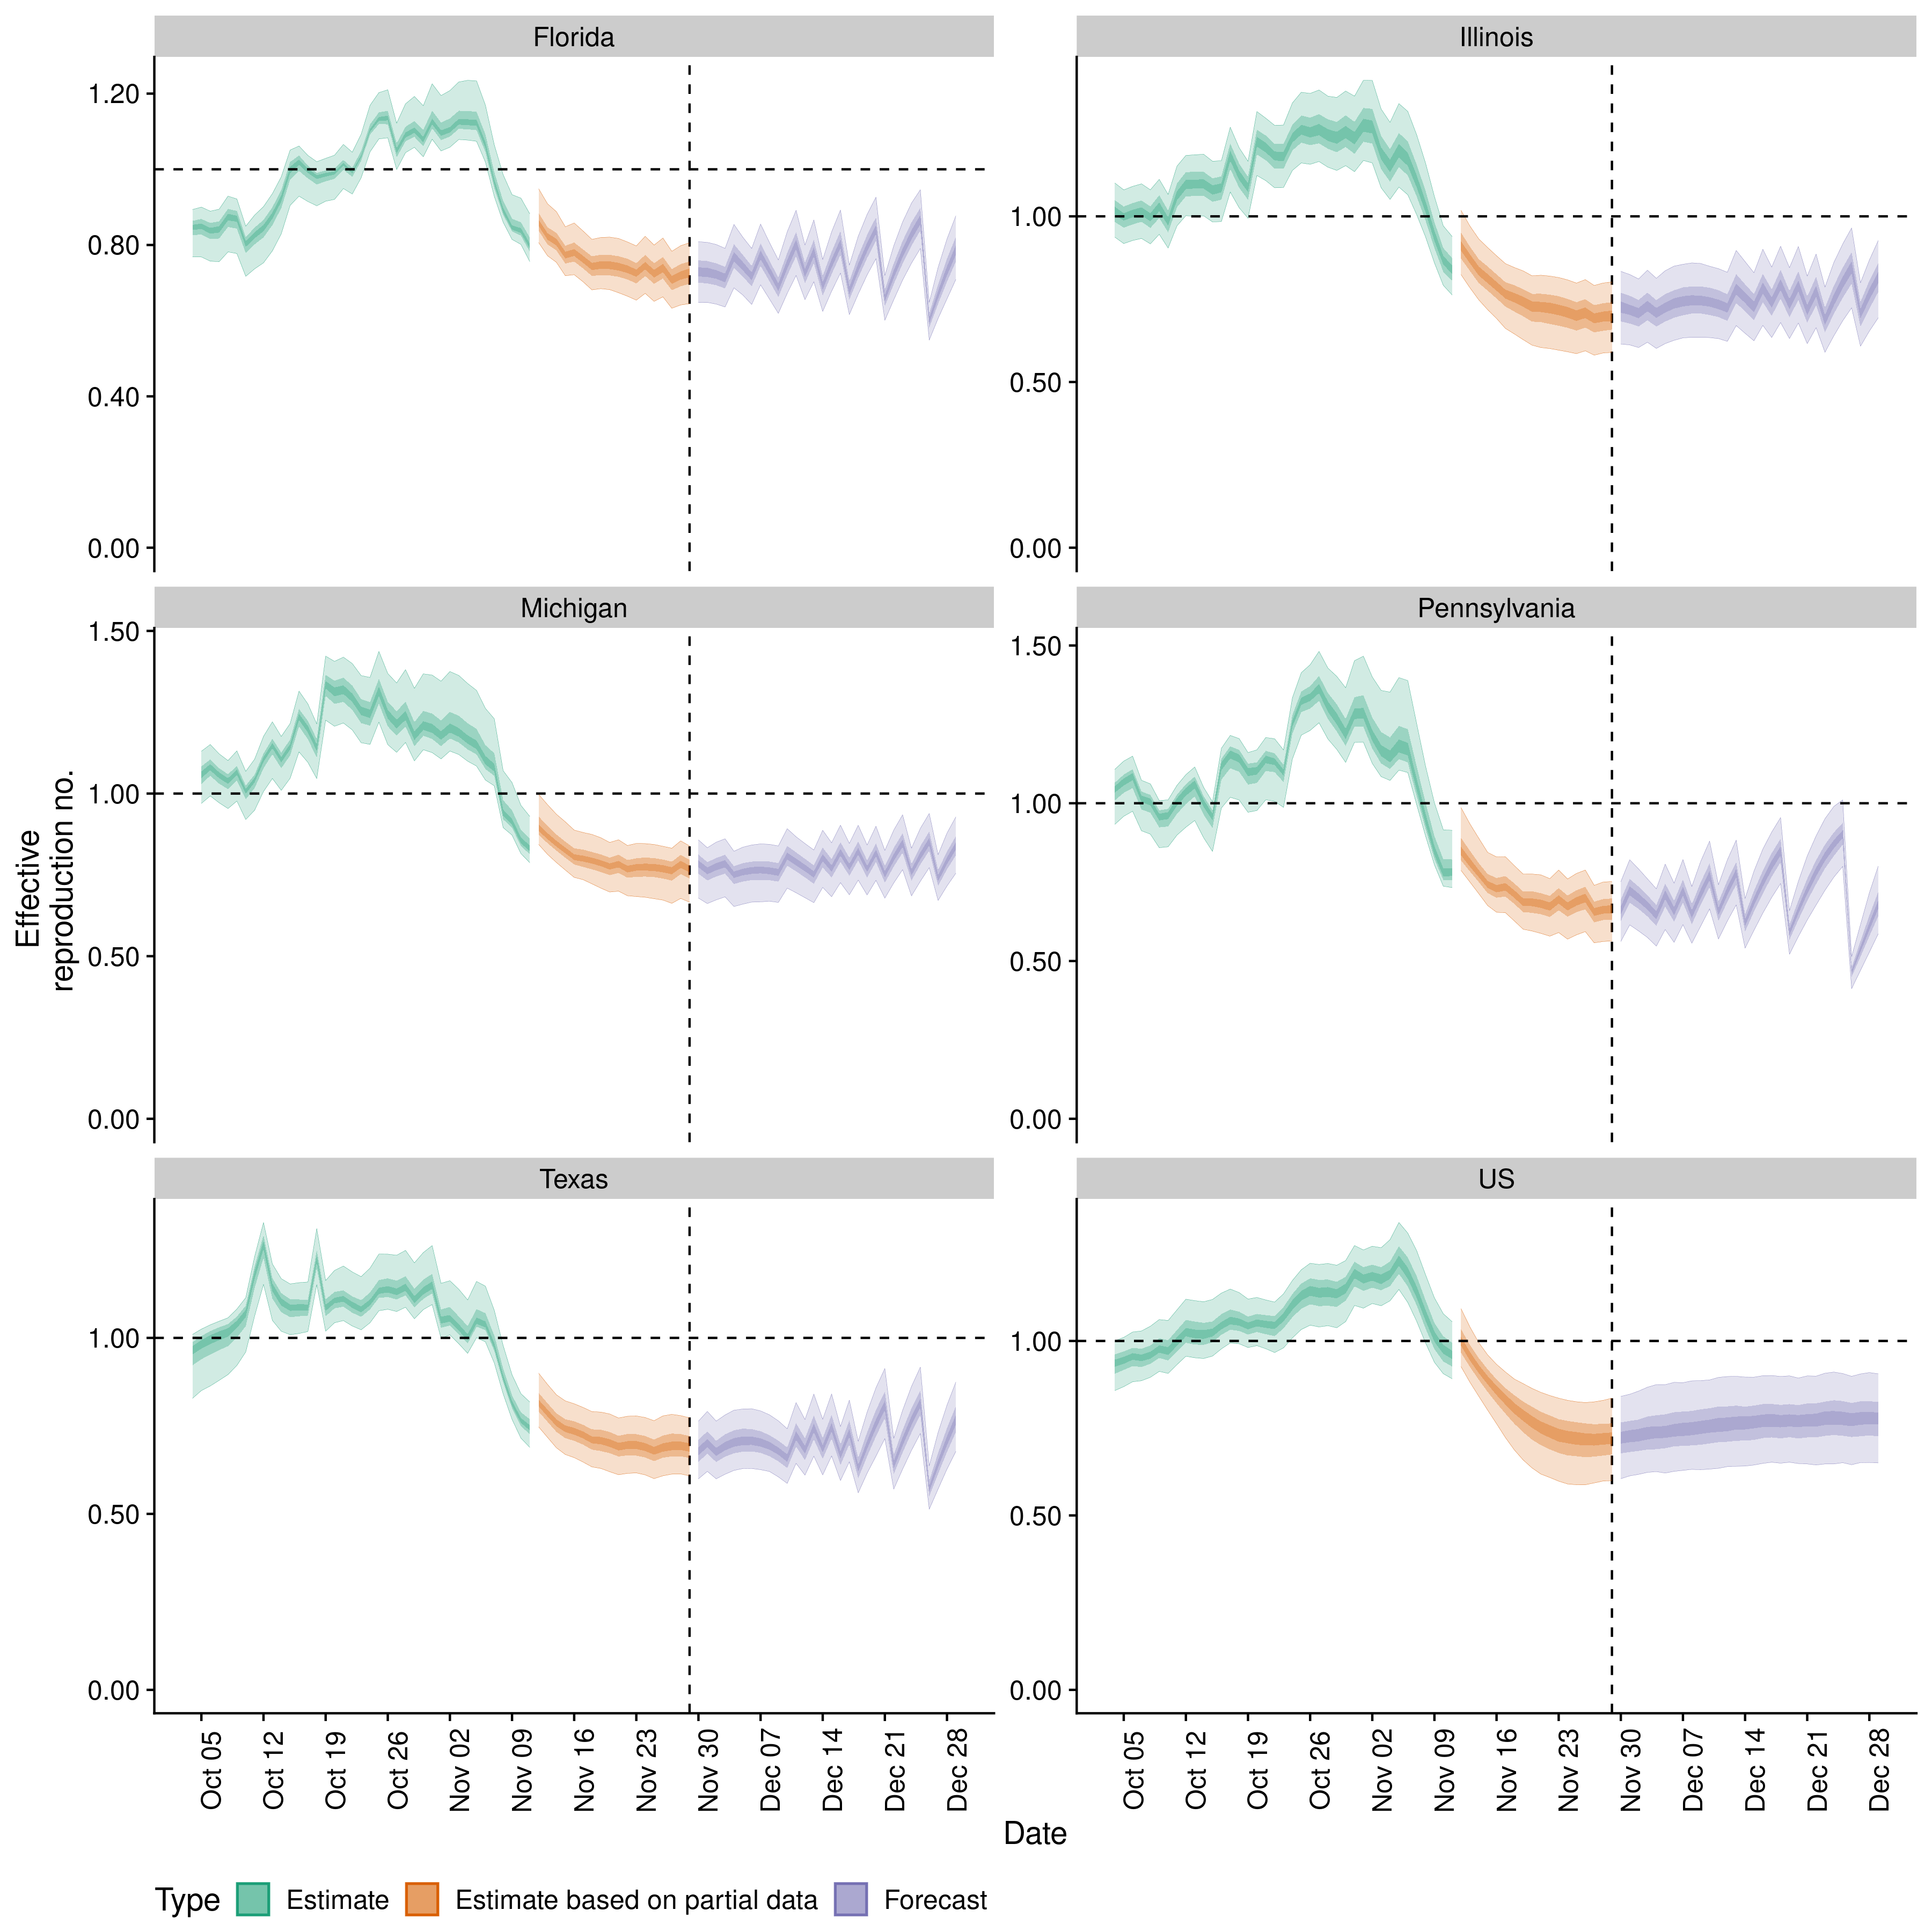 Florida
Illinois
1.20
0.80
0.40
0.00
1.00
0.50
0.00
Michigan
Pennsylvania
1.50
1.00
0.50
0.00
1.50
1.00
0.50
0.00
Texas
US
1.00
0.50
0.00
1.00
0.50
0.00
Effective
reproduction no.
Oct 05
Oct 12
Oct 19
Oct 26
Nov 02
Nov 09
Nov 16
Nov 23
Nov 30
Dec 07
Dec 14
Dec 21
Dec 28
Oct 05
Oct 12
Oct 19
Oct 26
Nov 02
Nov 09
Nov 16
Nov 23
Nov 30
Dec 07
Dec 14
Dec 21
Dec 28
Date
Type Estimate Estimate based on partial data Forecast